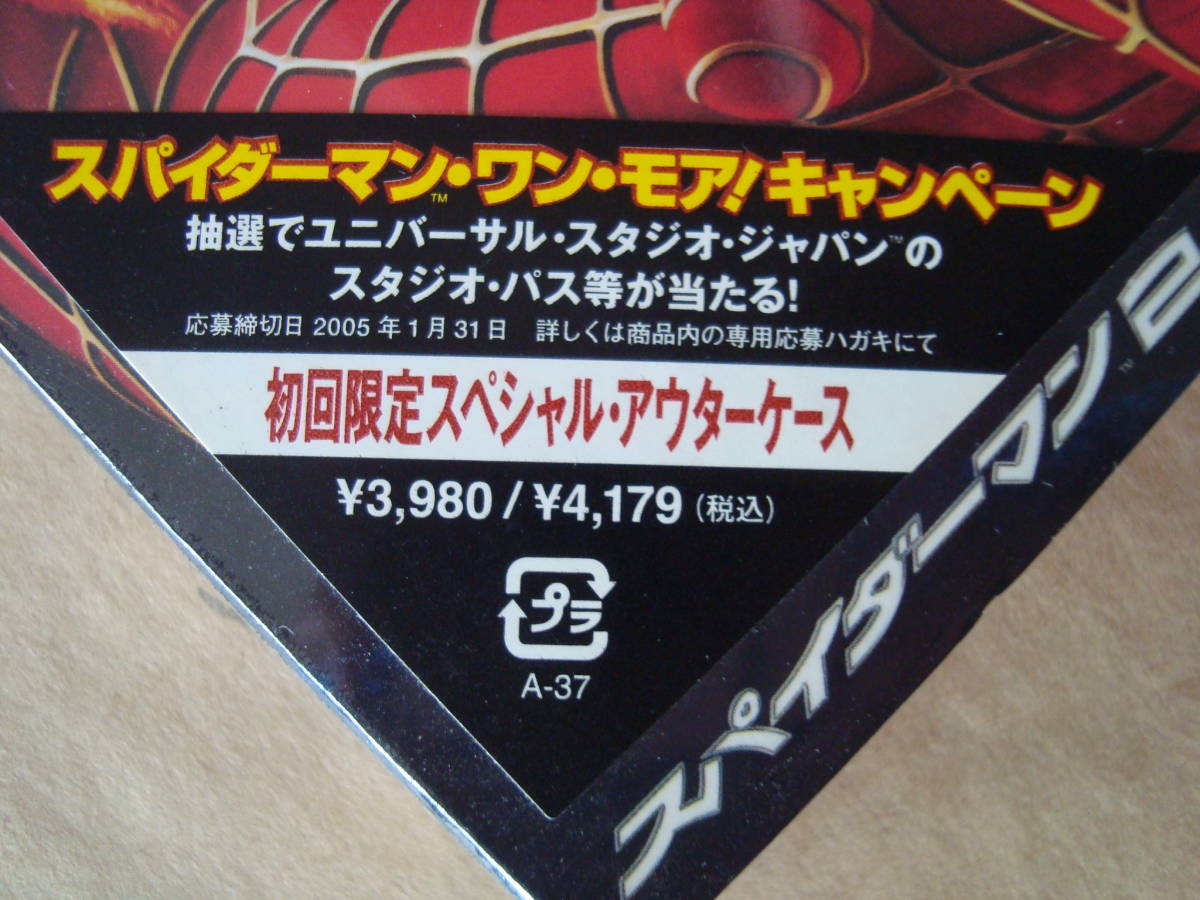 スパイダーマン™・ワン・モア!キャンペーン
抽選でユニバーサル・スタジオ・ジャパン™の
スタジオ・パス等が当たる!
応募締切日 2005年1月31日 詳しくは商品内の専用応募ハガキにて
初回限定スペシャル・アウターケース
¥3,980 / ¥4,179(税込)
プラ
A-37
スパイダーマン™2